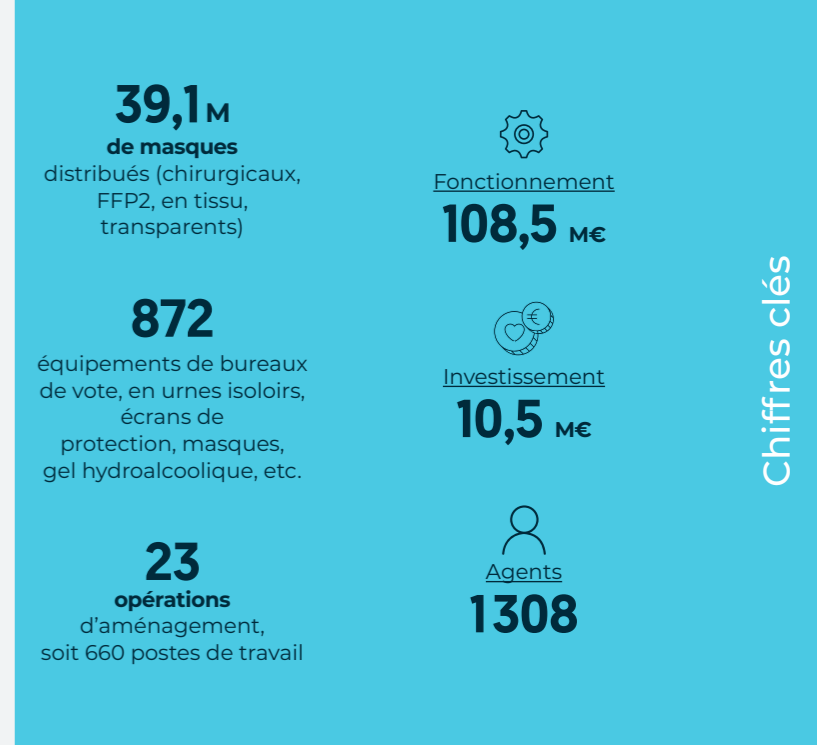 39,1 M
de masques
distribués (chirurgicaux,
FFP2, en tissu,
transparents)
872
équipements de bureaux
de vote, en urnes isoloirs,
écrans de
protection, masques,
gel hydroalcoolique, etc.
23
opérations
d’aménagement,
soit 660 postes de travail
Fonctionnement
108,5 M€
Investissement
10,5 M€
Agents
1308
Chiffres clés